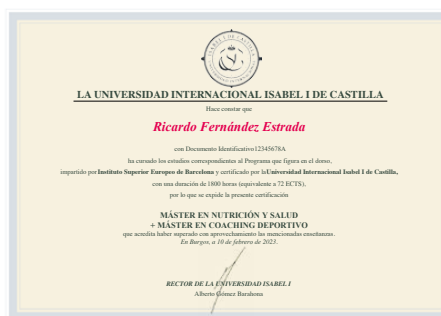 LA UNIVERSIDAD INTERNACIONAL ISABEL I DE CASTILLA
Hace constar que
Ricardo Fernández Estrada
con Documento Identificativo12345678A
ha cursado los estudios correspondientes al Programa que figura en el dorso,
impartido por Instituto Superior Europeo de Barcelona y certificado por laUniversidad Internacional Isabel I de Castilla,
con una duración de 1800 horas (equivalente a 72 ECTS),
por lo que se expide la presente certificación
MÁSTER EN NUTRICIÓN Y SALUD
+ MÁSTER EN COACHING DEPORTIVO
que acredita haber superado con aprovechamiento las mencionadas enseñanzas.
En Burgos, a 10 de febrero de 2023.
RECTOR DE LA UNIVERSIDAD ISABEL I
Alberto Gómez Barahona